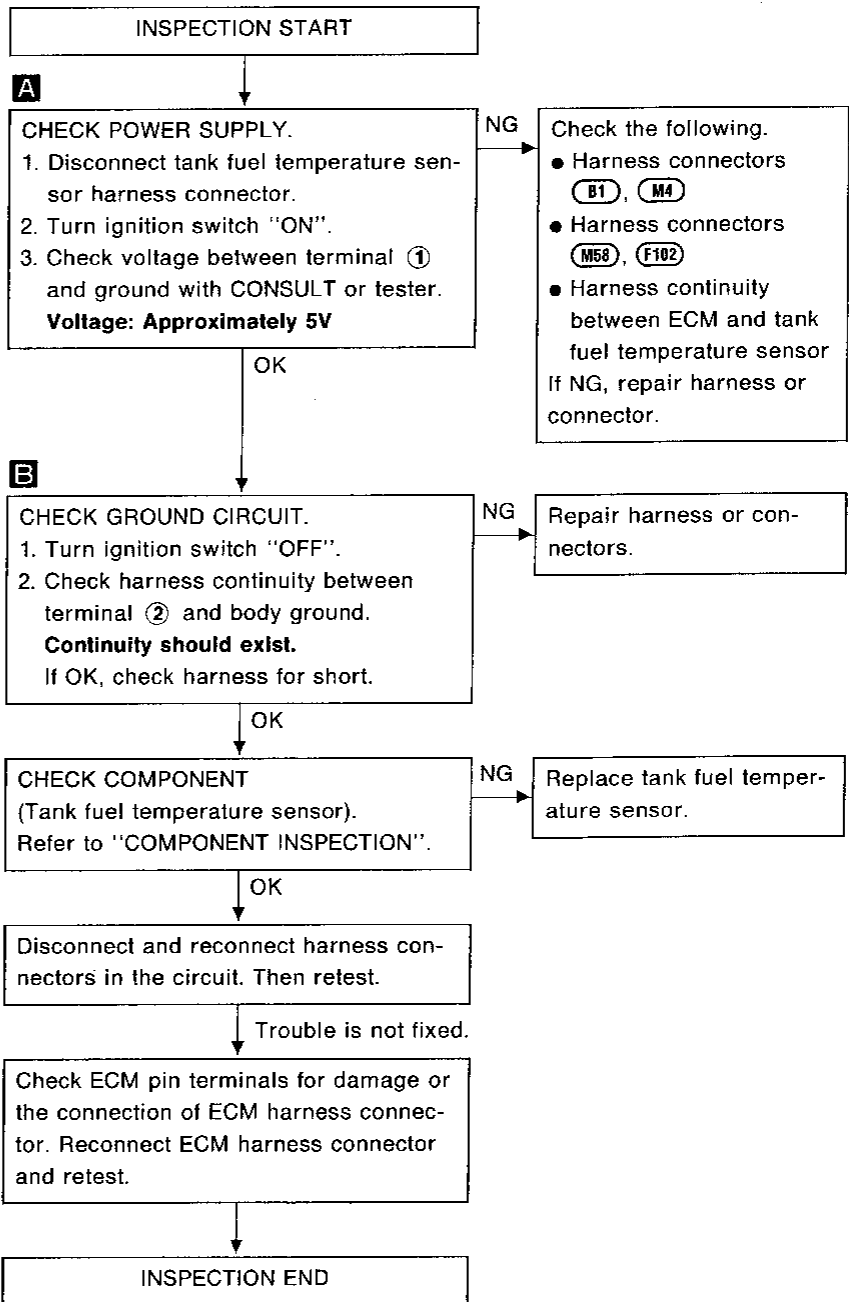 INSPECTION START
A
CHECK POWER SUPPLY.
1. Disconnect tank fuel temperature sen-
sor harness connector.
2. Turn ignition switch "ON".
3. Check voltage between terminal ①
and ground with CONSULT or tester.
Voltage: Approximately 5V
NG
Check the following.
● Harness connectors
B1, M4
● Harness connectors
M58, F102
● Harness continuity
between ECM and tank
fuel temperature sensor
If NG, repair harness or
connector.
OK
B
CHECK GROUND CIRCUIT.
1. Turn ignition switch "OFF".
2. Check harness continuity between
terminal ② and body ground.
Continuity should exist.
If OK, check harness for short.
NG
Repair harness or con-
nectors.
OK
CHECK COMPONENT
(Tank fuel temperature sensor).
Refer to "COMPONENT INSPECTION".
NG
Replace tank fuel temper-
ature sensor.
OK
Disconnect and reconnect harness con-
nectors in the circuit. Then retest.
Trouble is not fixed.
Check ECM pin terminals for damage or
the connection of ECM harness connec-
tor. Reconnect ECM harness connector
and retest.
INSPECTION END